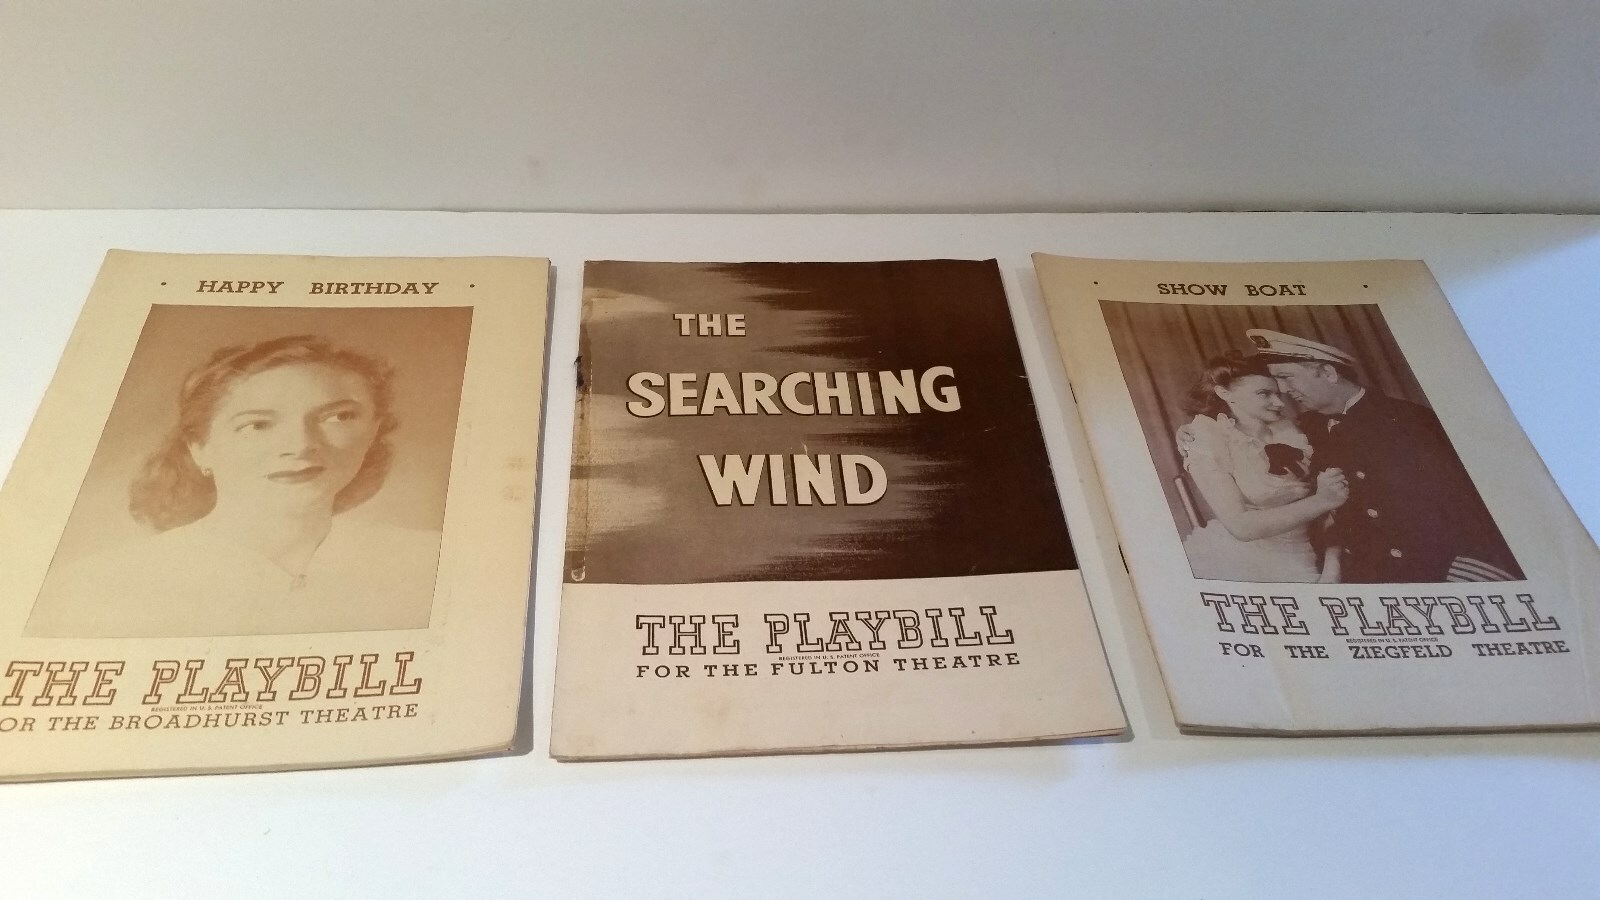 • HAPPY BIRTHDAY •
THE PLAYBILL
REGISTERED IN U. S. PATENT OFFICE
OR THE BROADHURST THEATRE
THE
SEARCHING
WIND
THE PLAYBILL
REGISTERED IN U. S. PATENT OFFICE
FOR THE FULTON THEATRE
• SHOW BOAT •
THE PLAYBILL
REGISTERED IN U. S. PATENT OFFICE
FOR THE ZIEGFELD THEATRE